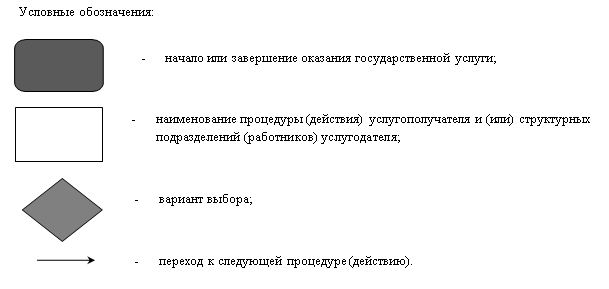 Условные обозначения:
- начало или завершение оказания государственной услуги;
- наименование процедуры (действия) услугополучателя и (или) структурных
подразделений (работников) услугодателя;
- вариант выбора;
- переход к следующей процедуре (действию).